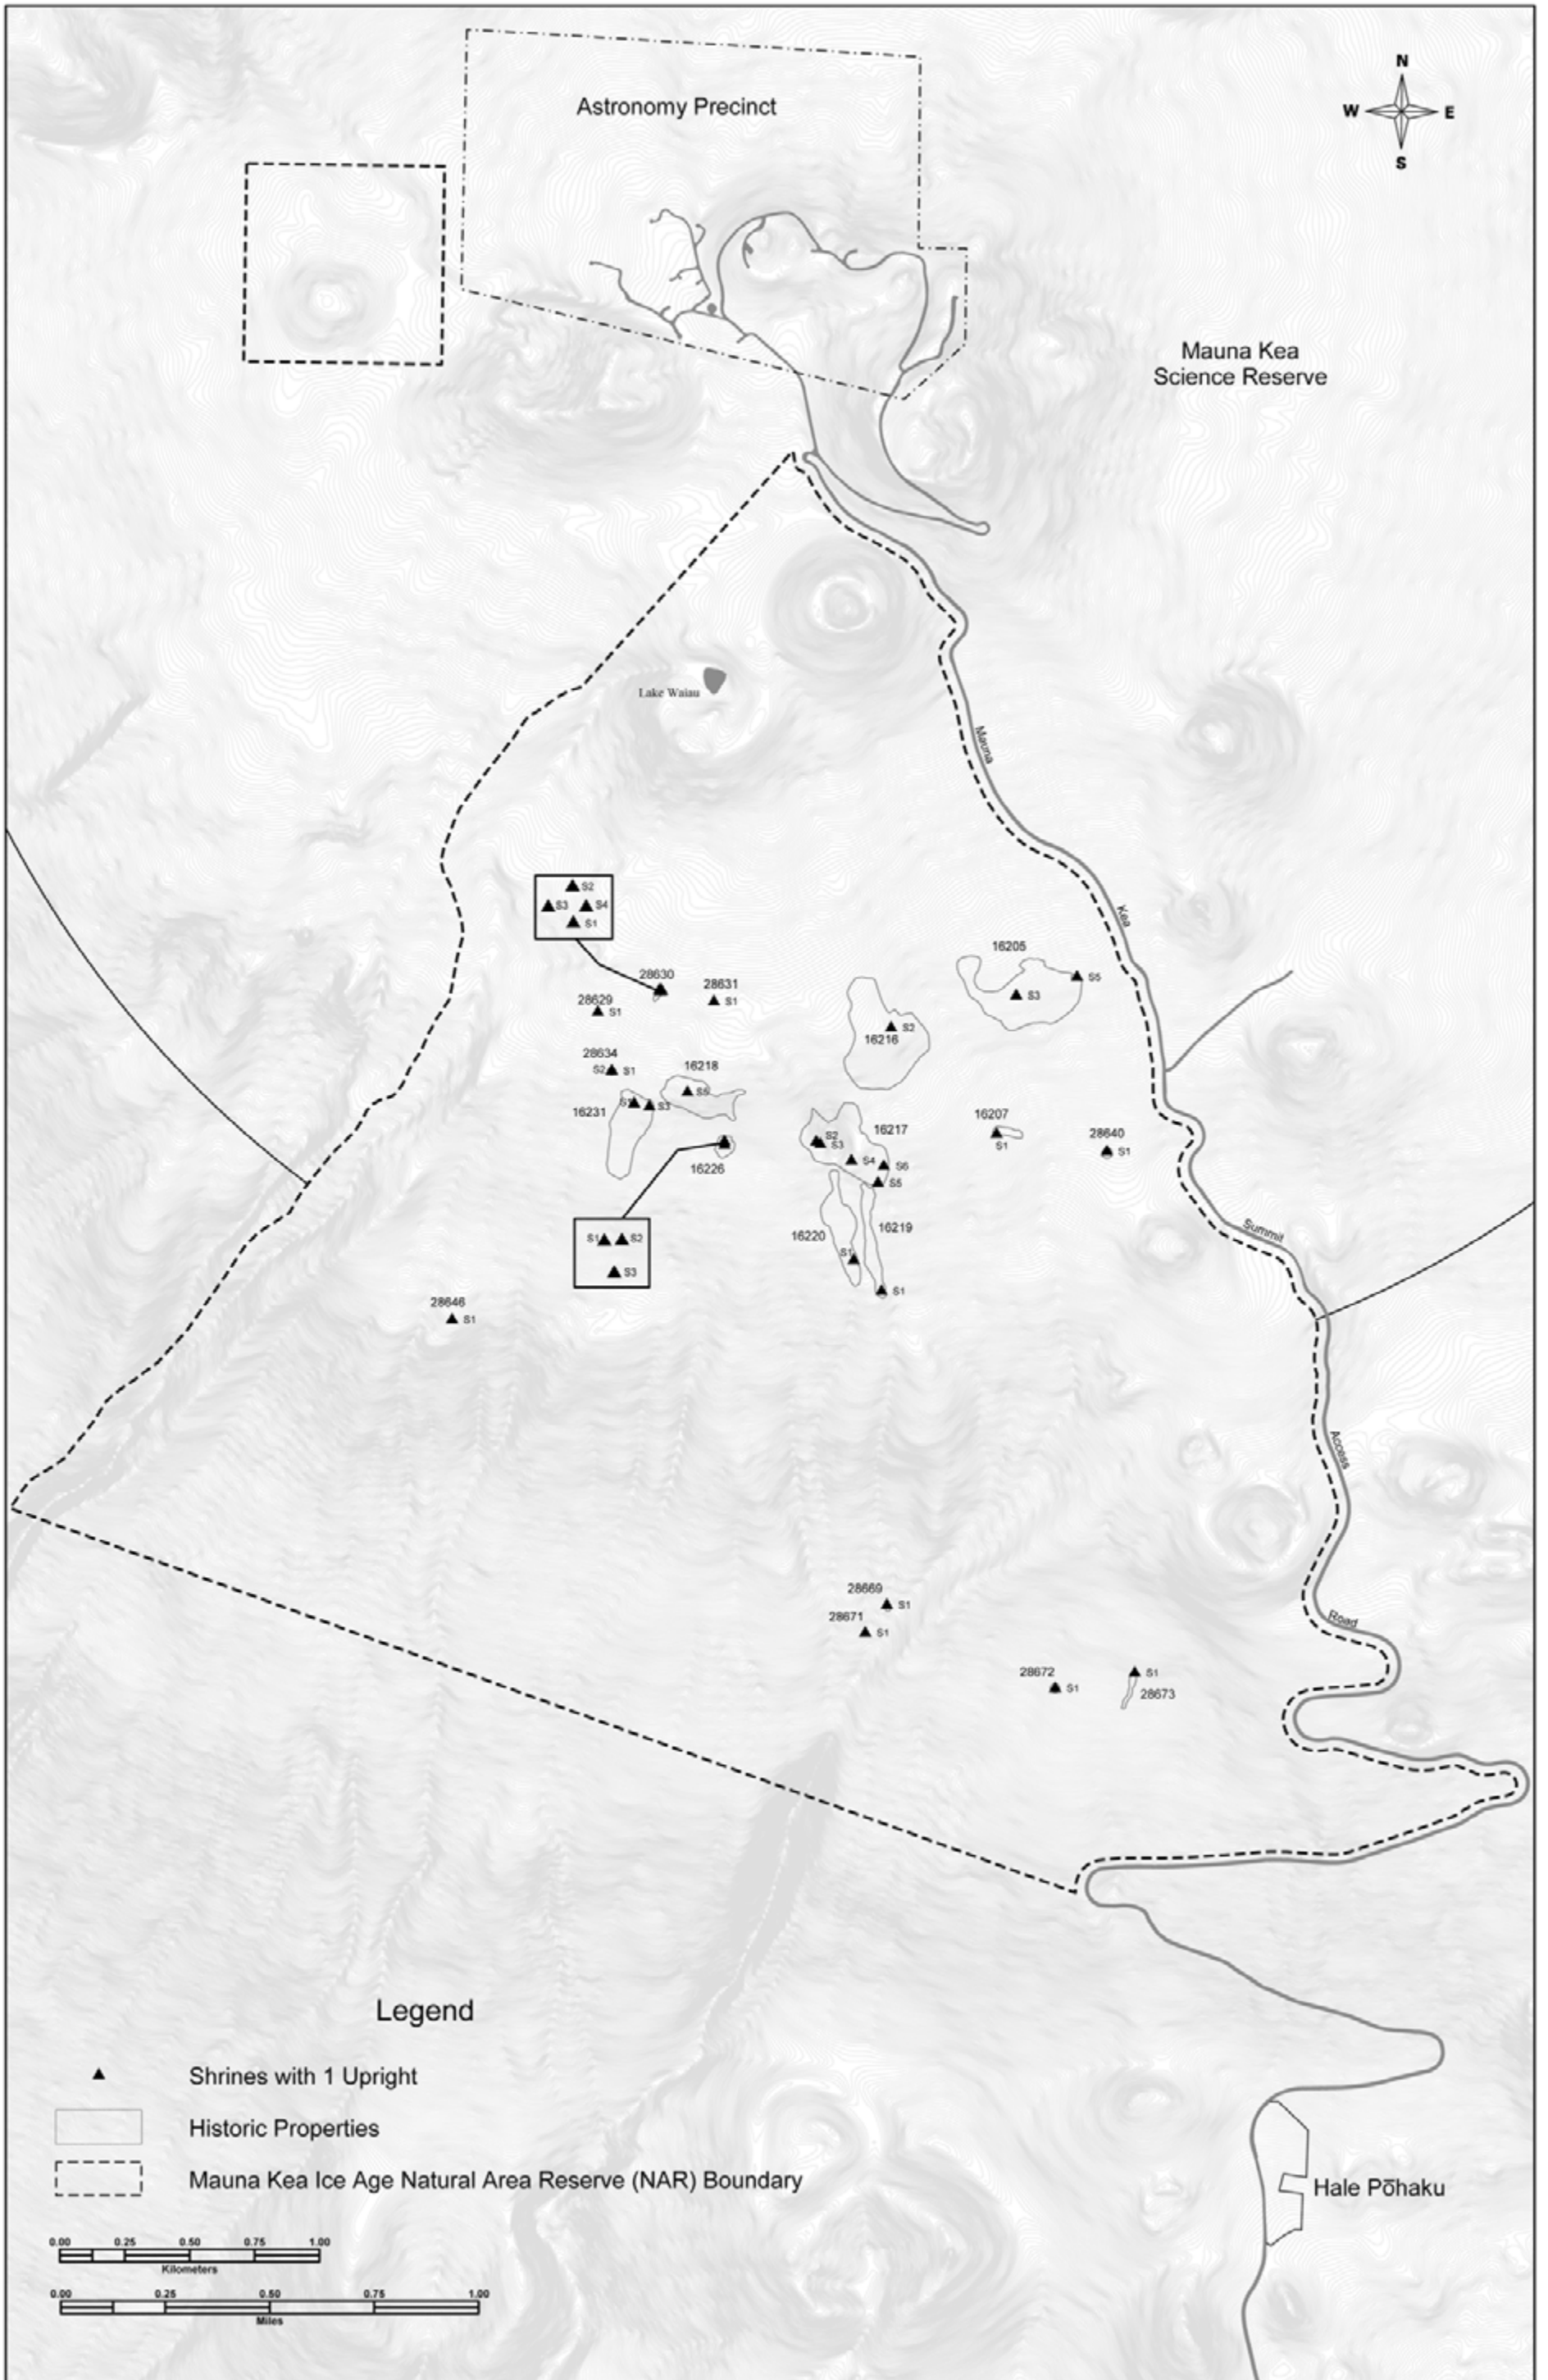 N
W E
S
Astronomy Precinct
Mauna Kea
Science Reserve
Lake Waiau
Mauna
Kea
Summit
Access
Road
S2
S3 S4
S1
28630
28631
S1
28629
S1
28634
S2 S1
16218
S5
16231
S3
16226
S1 S2
S3
28646
S1
16205
S5
S3
S2
16216
16217
S2
S3
S4
S6
S5
16220
16219
S1
S1
16207
S1
28640
S1
28669
S1
28671
S1
28672
S1
S1
28673
Legend
Shrines with 1 Upright
Historic Properties
Mauna Kea Ice Age Natural Area Reserve (NAR) Boundary
0.00 0.25 0.50 0.75 1.00
Kilometers
0.00 0.25 0.50 0.75 1.00
Miles
Hale Pōhaku